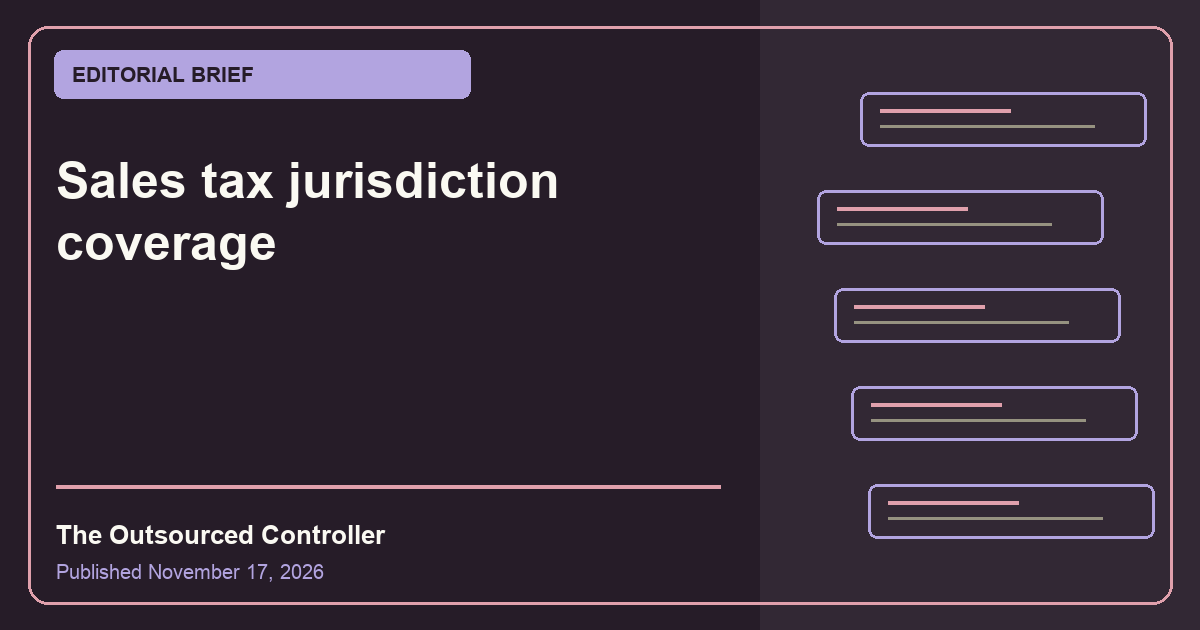 EDITORIAL BRIEF
Sales tax jurisdiction
coverage
The Outsourced Controller
Published November 17, 2026